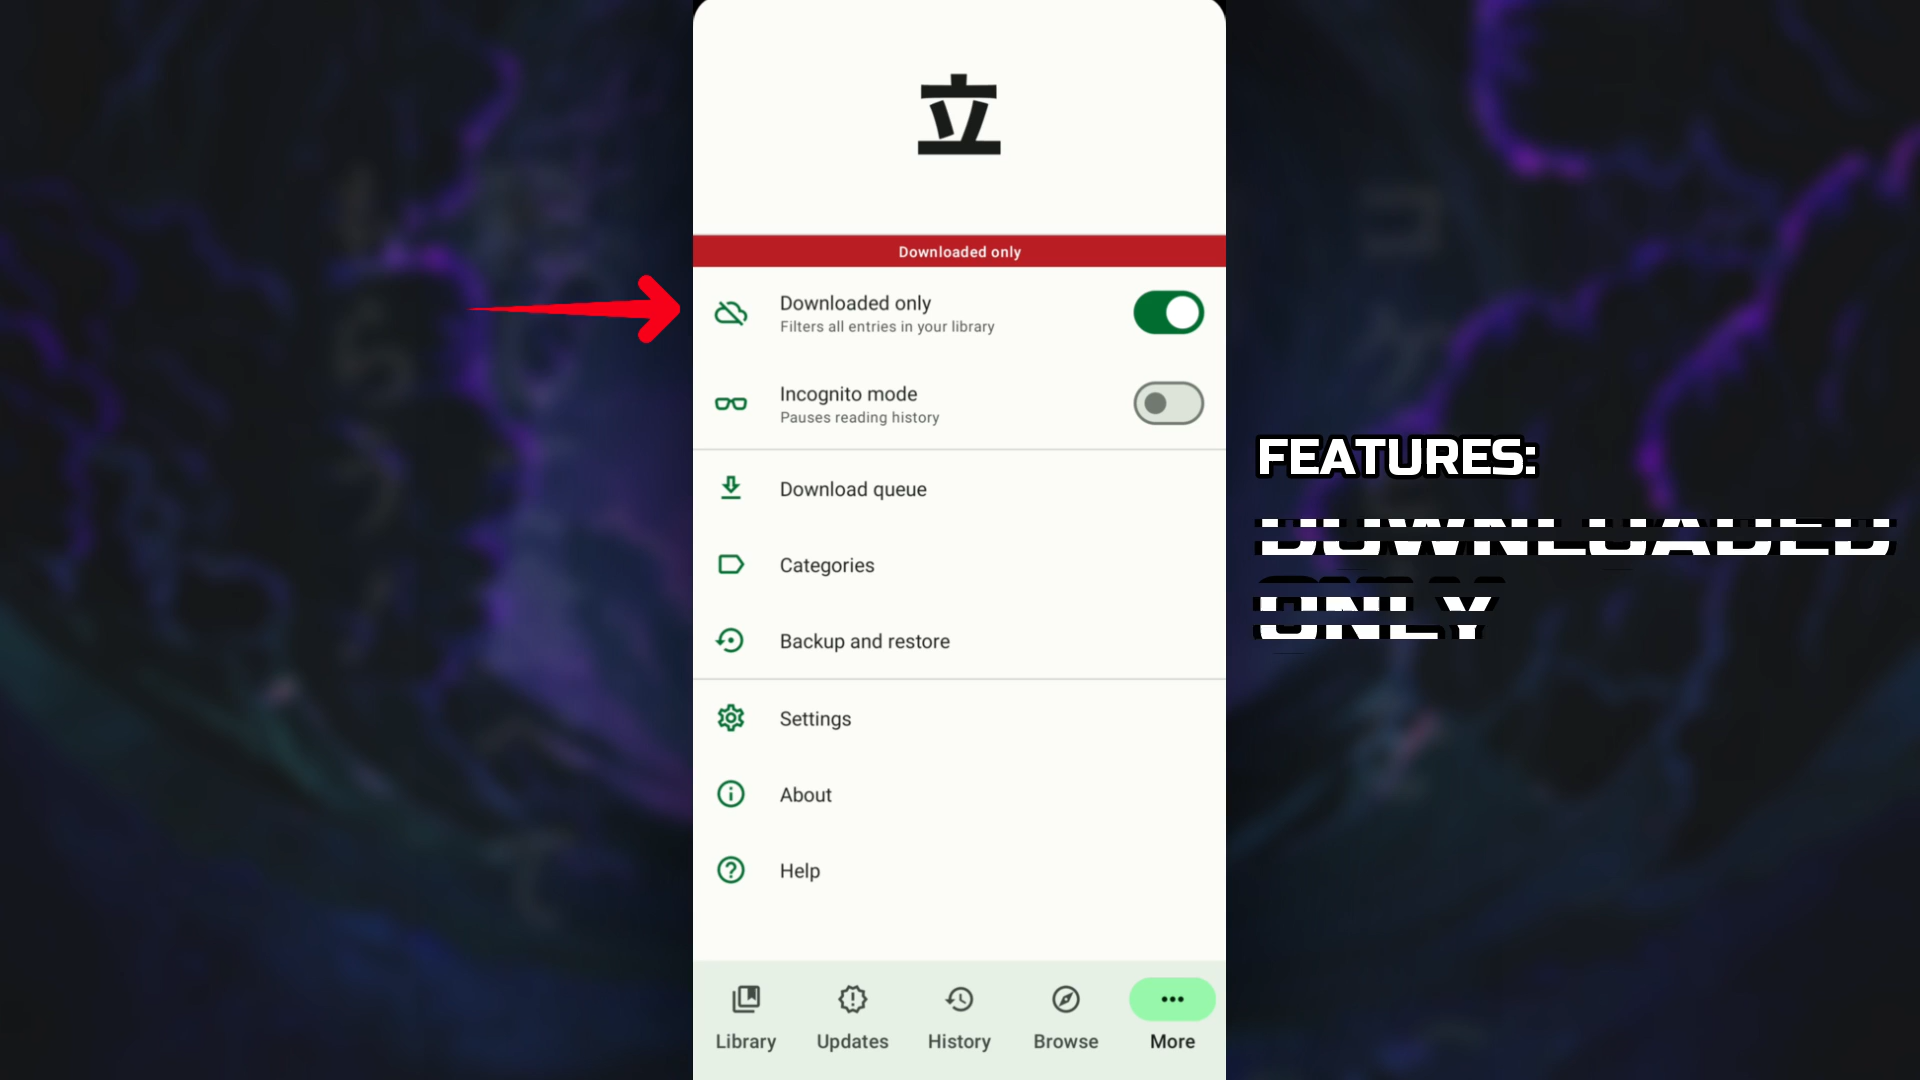 立
Downloaded only
Downloaded only
Filters all entries in your library
Incognito mode
Pauses reading history
Download queue
Categories
Backup and restore
Settings
About
Help
Library
Updates
History
Browse
More
FEATURES:
DOWNLOADED
ONLY